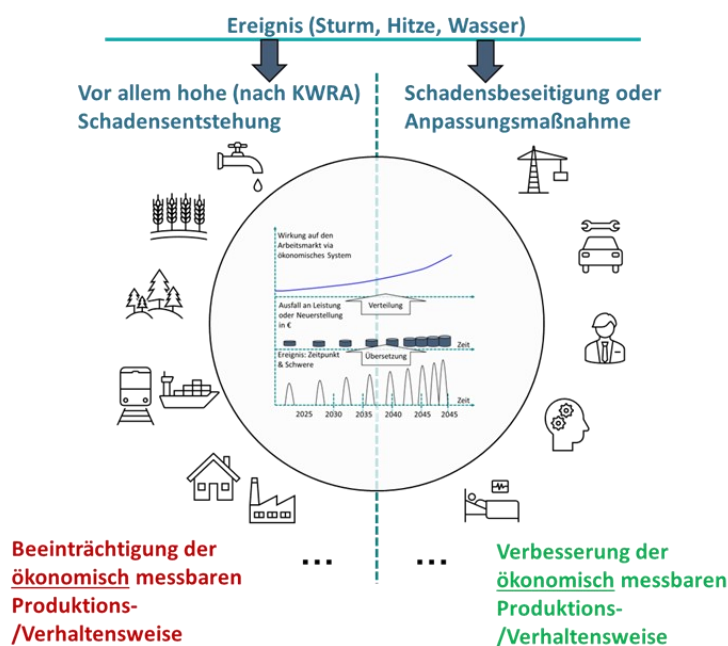 Ereignis (Sturm, Hitze, Wasser)
Vor allem hohe (nach KWRA)
Schadensentstehung
Schadensbeseitigung oder
Anpassungsmaßnahme
Wirkung auf den
Arbeitsmarkt via
ökonomisches System
Ausfall an Leistung
oder Neuerstellung
in €
Verteilung
Zeit
Ereignis: Zeitpunkt
& Schwere
Übersetzung
Zeit
2025 2030 2035 2040 2045 2045
Beeinträchtigung der
ökonomisch messbaren
Produktions-
/Verhaltensweise
...
...
Verbesserung der
ökonomisch messbaren
Produktions-
/Verhaltensweise